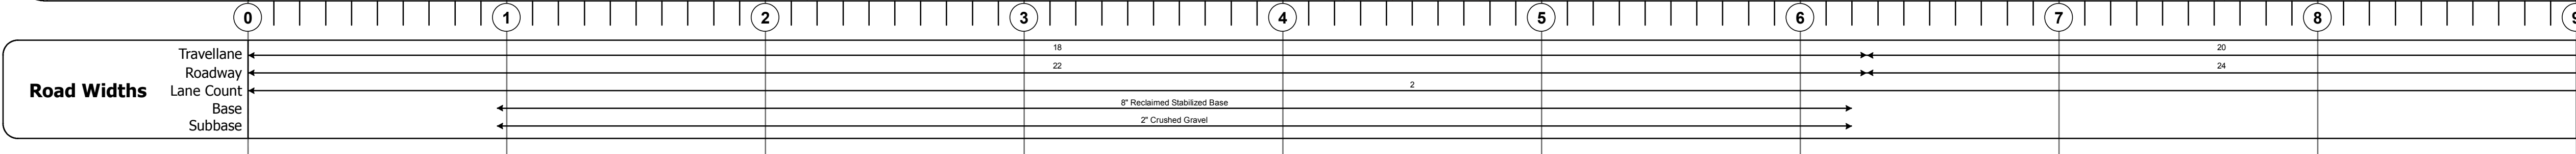 0 1 2 3 4 5 6 7 8 9
Road Widths
Travellane 18 20
Roadway 22 24
Lane Count 2
Base 8" Reclaimed Stabilized Base
Subbase 2" Crushed Gravel